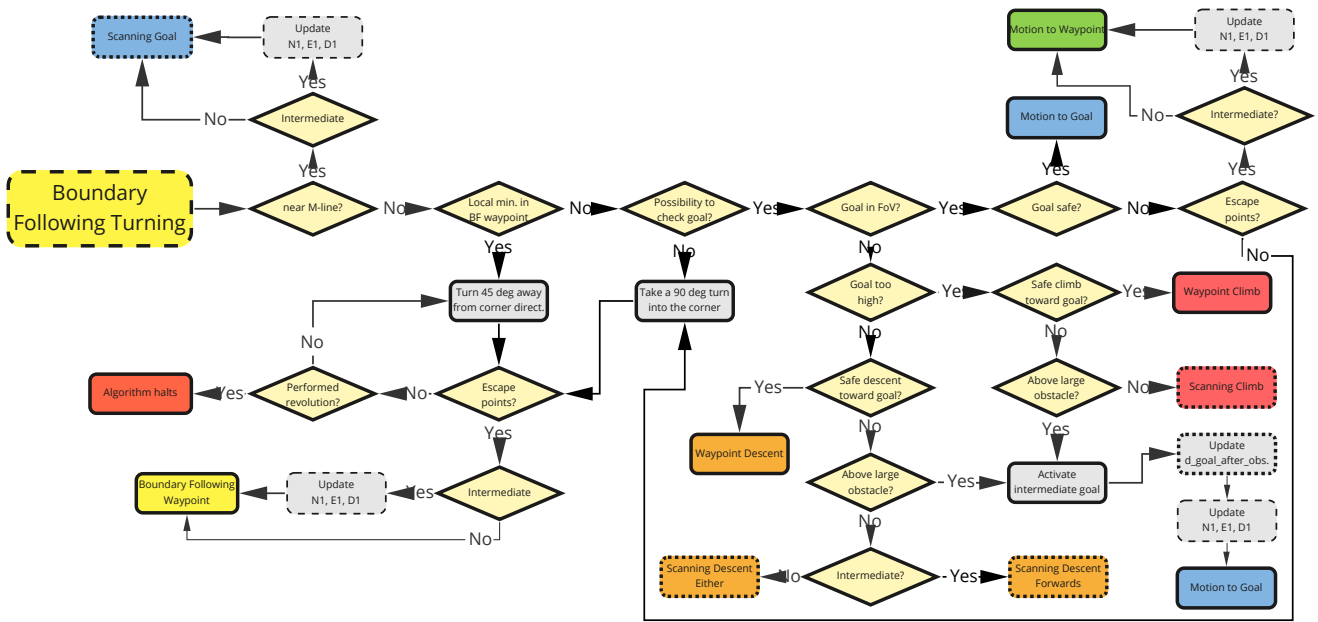 Scanning Goal
Update
N1, E1, D1
Yes
No
Intermediate
Yes
Boundary
Following Turning
near M-line?
No
Local min. in
BF waypoint
No
Possibility to
check goal?
Yes
Goal in FoV?
Yes
Goal safe?
No
Escape
points?
Yes
Motion to Goal
Yes
No
Intermediate?
Yes
Motion to Waypoint
Update
N1, E1, D1
No
Yes
Turn 45 deg away
from corner direct.
No
Take a 90 deg turn
into the corner
No
Goal too
high?
Yes
Safe climb
toward goal?
Yes
Waypoint Climb
No
No
Algorithm halts
Yes
Performed
revolution?
No
Escape
points?
Yes
Safe descent
toward goal?
Yes
Waypoint Descent
No
Above large
obstacle?
No
Scanning Climb
Yes
Boundary Following
Waypoint
Update
N1, E1, D1
Yes
Intermediate
No
Above large
obstacle?
Yes
Activate
intermediate goal
Update
d_goal_after_obs.
Update
N1, E1, D1
Motion to Goal
No
Scanning Descent
Either
No
Intermediate?
Yes
Scanning Descent
Forwards